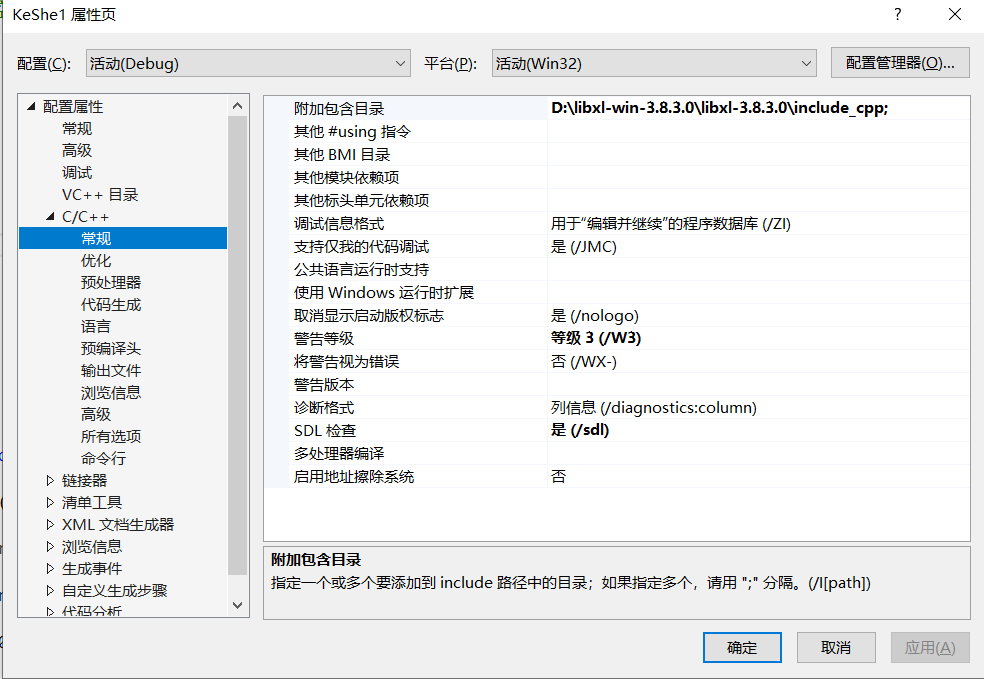 KeShe1 属性页
?
配置(C): 活动(Debug) 平台(P): 活动(Win32) 配置管理器(O)...
配置属性
常规
高级
调试
VC++ 目录
C/C++
常规
优化
预处理器
代码生成
语言
预编译头
输出文件
浏览信息
高级
所有选项
命令行
链接器
清单工具
XML 文档生成器
浏览信息
生成事件
自定义生成步骤
代码分析
附加包含目录 D:\libxl-win-3.8.3.0\libxl-3.8.3.0\include_cpp;
其他 #using 指令
其他 BMI 目录
其他模块依赖项
其他标头单元依赖项
调试信息格式 用于“编辑并继续”的程序数据库 (/ZI)
支持仅我的代码调试 是 (/JMC)
公共语言运行时支持
使用 Windows 运行时扩展
取消显示启动版权标志 是 (/nologo)
警告等级 等级 3 (/W3)
将警告视为错误 否 (/WX-)
警告版本
诊断格式 列信息 (/diagnostics:column)
SDL 检查 是 (/sdl)
多处理器编译
启用地址擦除系统 否
附加包含目录
指定一个或多个要添加到 include 路径中的目录；如果指定多个，请用 ";" 分隔。(/I[path])
确定 取消 应用(A)